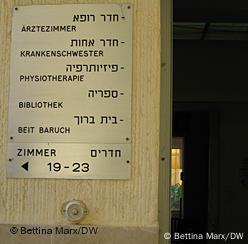 חדר רופא-
ÄRZTEZIMMER
חדר אחות-
KRANKENSCHWESTER
פיזיותרפיה-
PHYSIOTHERAPIE
ספריה-
BIBLIOTHEK
בית ברוך-
BEIT BARUCH
ZIMMER חדרים
◄ 19-23
© Bettina Marx/DW
© Bettina Marx/DW